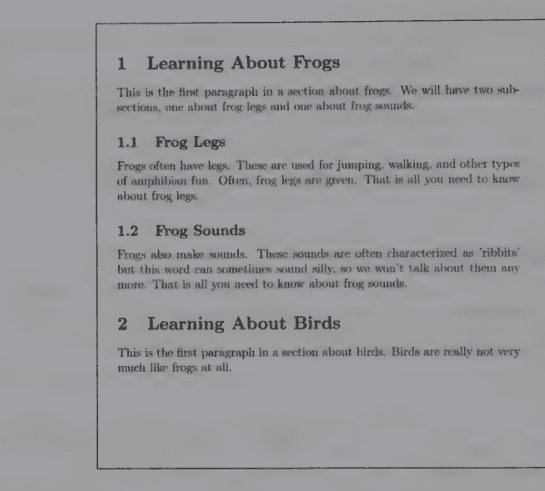 1 Learning About Frogs
This is the first paragraph in a section about frogs. We will have two sub-
sections, one about frog legs and one about frog sounds.
1.1 Frog Legs
Frogs often have legs. These are used for jumping, walking, and other types
of amphibian fun. Often, frog legs are green. That is all you need to know
about frog legs.
1.2 Frog Sounds
Frogs also make sounds. These sounds are often characterized as 'ribbits'
but this word can sometimes sound silly, so we won't talk about them any
more. That is all you need to know about frog sounds.
2 Learning About Birds
This is the first paragraph in a section about birds. Birds are really not very
much like frogs at all.